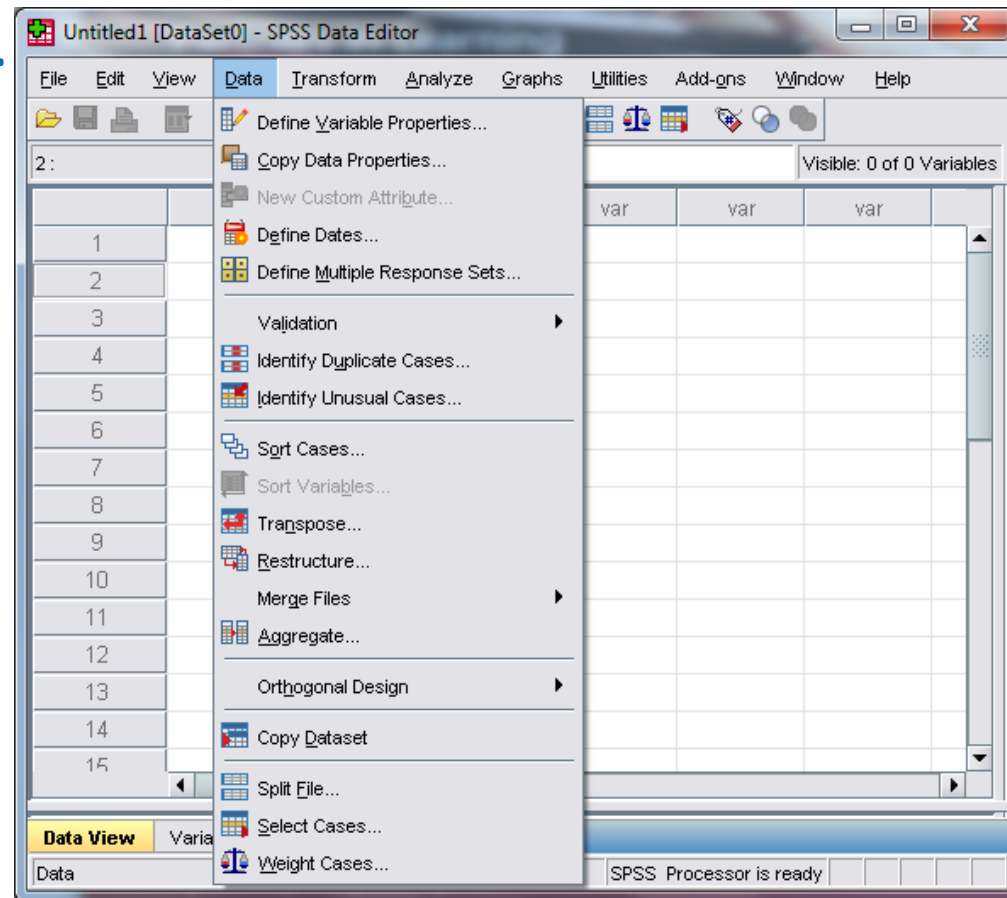 Untitled1 [DataSet0] - SPSS Data Editor
File Edit View Data Transform Analyze Graphs Utilities Add-ons Window Help
2 :
Visible: 0 of 0 Variables
var var var
Define Variable Properties...
Copy Data Properties...
New Custom Attribute...
Define Dates...
Define Multiple Response Sets...
Validation
Identify Duplicate Cases...
Identify Unusual Cases...
Sort Cases...
Sort Variables...
Transpose...
Restructure...
Merge Files
Aggregate...
Orthogonal Design
Copy Dataset
Split File...
Select Cases...
Weight Cases...
1
2
3
4
5
6
7
8
9
10
11
12
13
14
15
Data View Varia
Data
SPSS Processor is ready